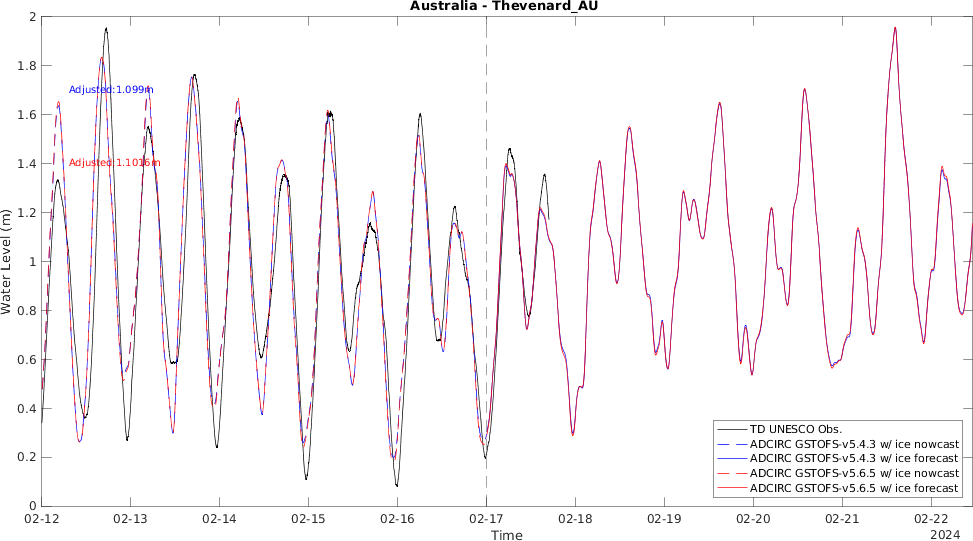 Australia - Thevenard_AU
Water Level (m)
2
1.8
1.6
1.4
1.2
1
0.8
0.6
0.4
0.2
0
Adjusted:1.099m
Adjusted:1.1016m
TD UNESCO Obs.
ADCIRC GSTOFS-v5.4.3 w/ ice nowcast
ADCIRC GSTOFS-v5.4.3 w/ ice forecast
ADCIRC GSTOFS-v5.6.5 w/ ice nowcast
ADCIRC GSTOFS-v5.6.5 w/ ice forecast
02-12 02-13 02-14 02-15 02-16 02-17 02-18 02-19 02-20 02-21 02-22
2024
Time